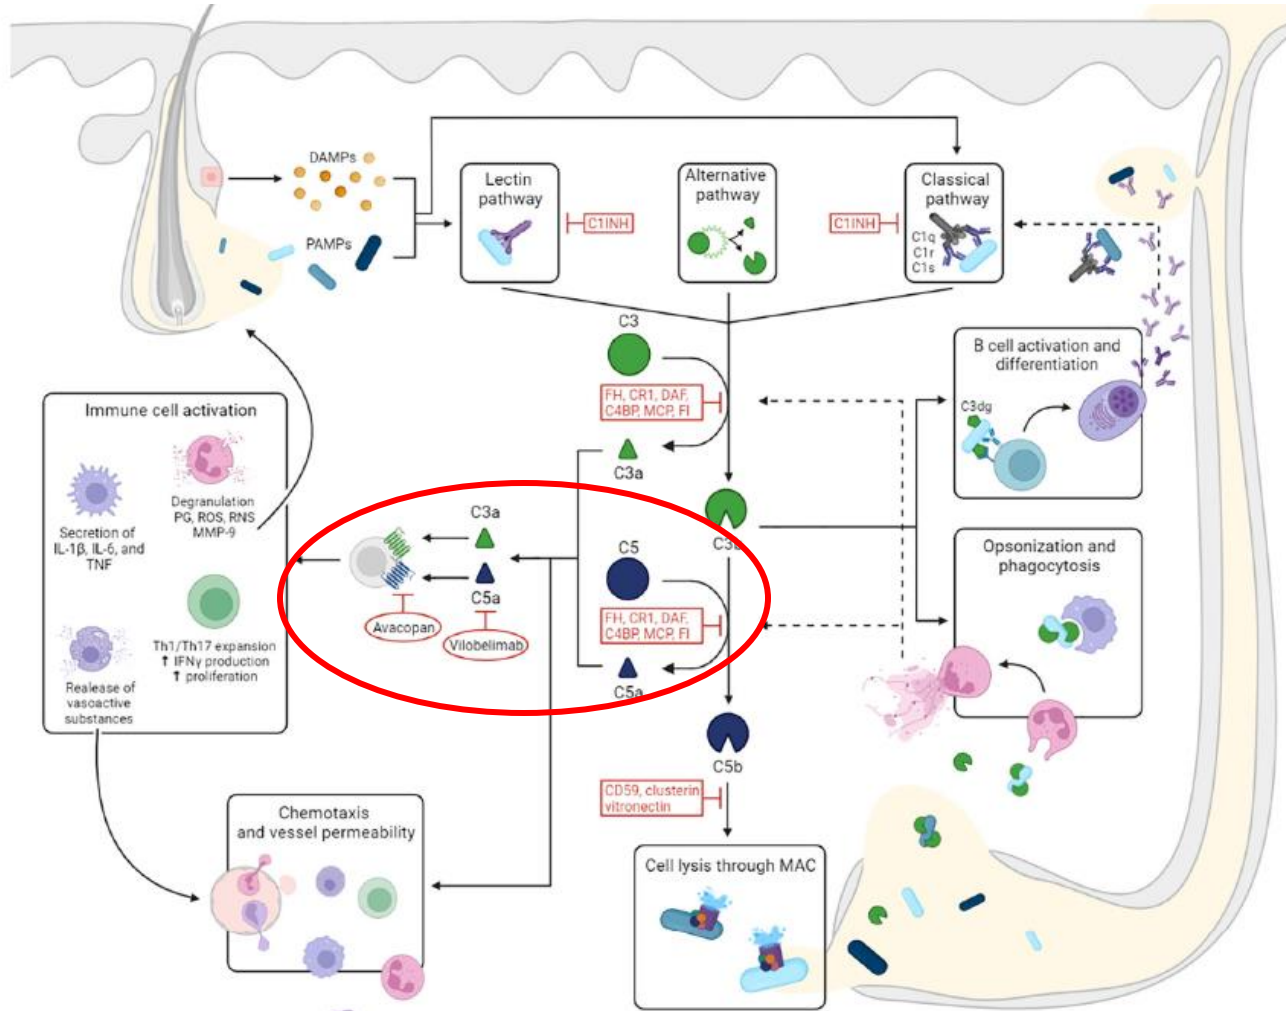 DAMPs
PAMPs
Lectin
pathway
C1INH
Alternative
pathway
C1INH
Classical
pathway
C1q
C1r
C1s
C3
FH, CR1, DAF,
C4BP, MCP, FI
C3a
B cell activation and
differentiation
C3dg
Immune cell activation
Secretion of
IL-1β, IL-6, and
TNF
Degranulation
PG, ROS, RNS
MMP-9
Th1/Th17 expansion
↑ IFNγ production
↑ proliferation
Realease of
vasoactive
substances
C3a
C5a
Avacopan
Vilobelimab
C3b
C5
FH, CR1, DAF,
C4BP, MCP, FI
C5a
Opsonization and
phagocytosis
C5b
CD59, clusterin
vitronectin
Chemotaxis
and vessel permeability
Cell lysis through MAC